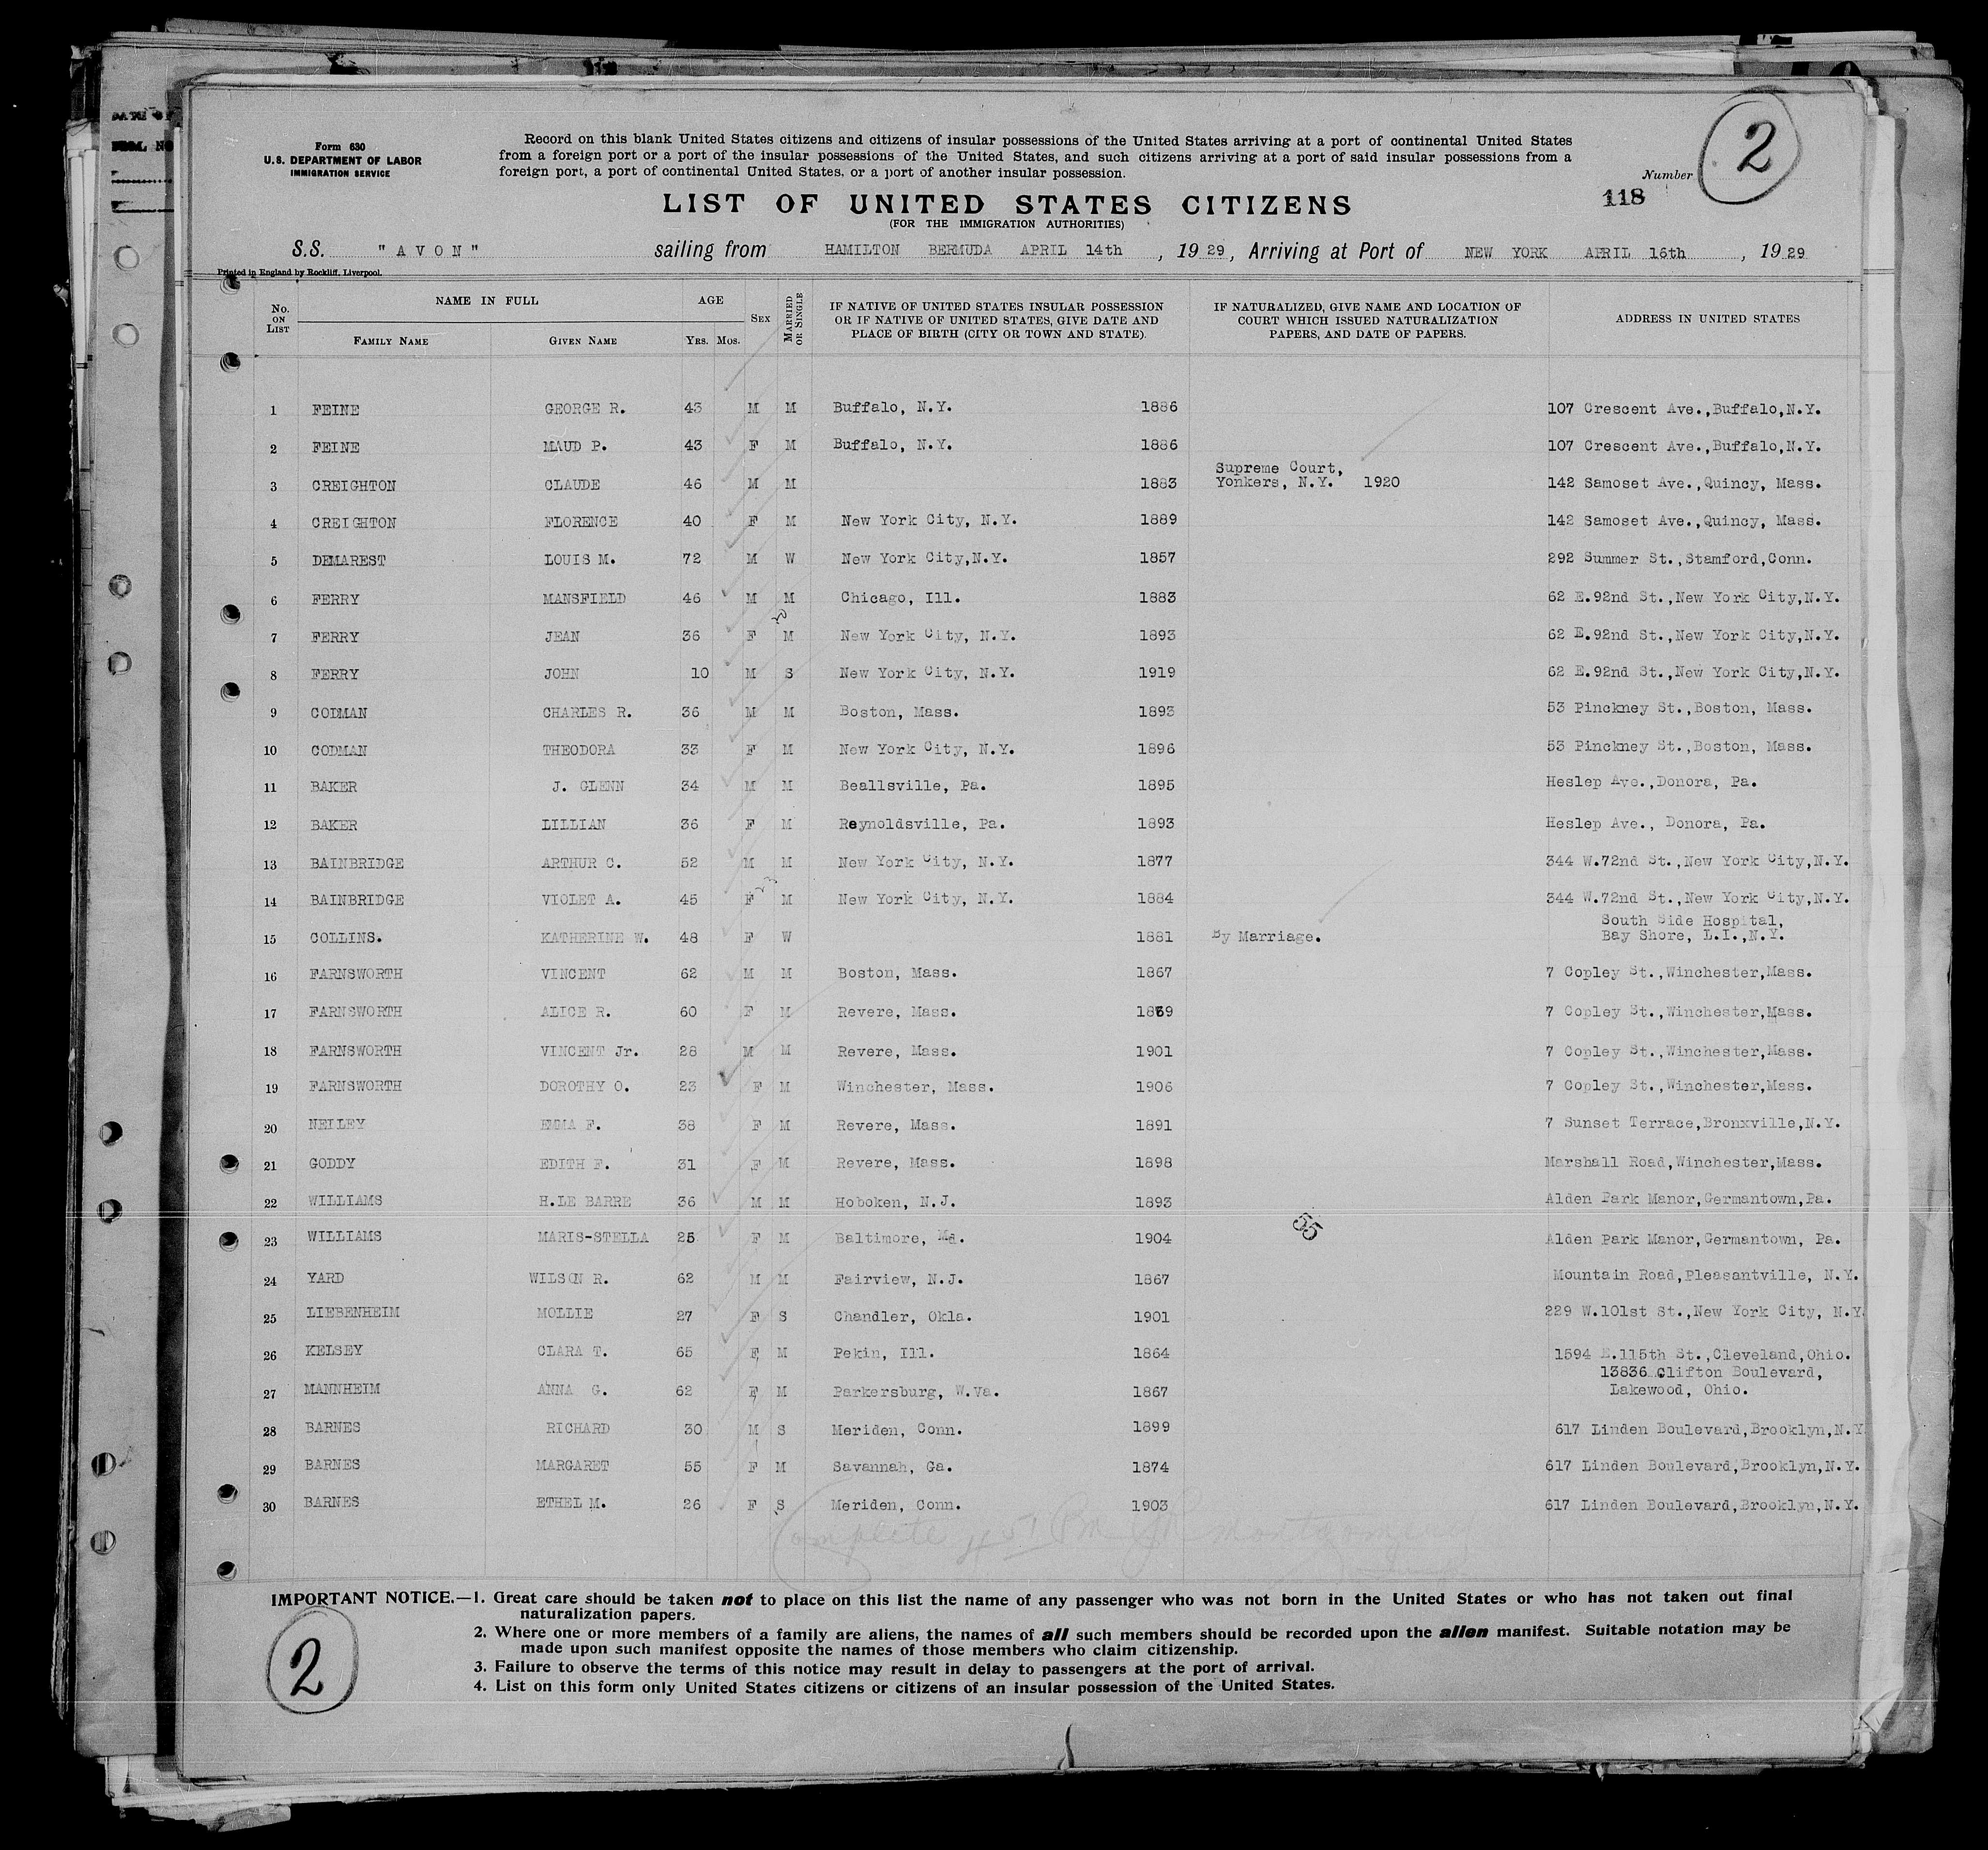 DATE OF
Form 630
U.S. DEPARTMENT OF LABOR
IMMIGRATION SERVICE
Record on this blank United States citizens and citizens of insular possessions of the United States arriving at a port of continental United States
from a foreign port or a port of the insular possessions of the United States, and such citizens arriving at a port of said insular possessions from a
foreign port, a port of continental United States, or a port of another insular possession.
Number
2
118
LIST OF UNITED STATES CITIZENS
(FOR THE IMMIGRATION AUTHORITIES)
S.S. "AVON" sailing from HAMILTON BERMUDA APRIL 14th, 1929, Arriving at Port of NEW YORK APRIL 16th, 1929
Printed in England by Rockliff, Liverpool.
No. ON LIST NAME IN FULL FAMILY NAME GIVEN NAME AGE YRS. MOS. SEX MARRIED OR SINGLE IF NATIVE OF UNITED STATES INSULAR POSSESSION OR IF NATIVE OF UNITED STATES, GIVE DATE AND PLACE OF BIRTH (CITY OR TOWN AND STATE). IF NATURALIZED, GIVE NAME AND LOCATION OF COURT WHICH ISSUED NATURALIZATION PAPERS, AND DATE OF PAPERS. ADDRESS IN UNITED STATES
1 FEINE GEORGE R. 43 M M Buffalo, N.Y. 1886 107 Crescent Ave.,Buffalo,N.Y.
2 FEINE MAUD P. 43 F M Buffalo, N.Y. 1886 107 Crescent Ave.,Buffalo,N.Y.
3 CREIGHTON CLAUDE 46 M M 1883 Supreme Court, Yonkers, N.Y. 1920 142 Samoset Ave.,Quincy, Mass.
4 CREIGHTON FLORENCE 40 F M New York City, N.Y. 1889 142 Samoset Ave.,Quincy, Mass.
5 DEMAREST LOUIS M. 72 M W New York City,N.Y. 1857 292 Summer St.,Stamford,Conn.
6 FERRY MANSFIELD 46 M M Chicago, Ill. 1883 62 E.92nd St.,New York City,N.Y.
7 FERRY JEAN 36 F M New York City, N.Y. 1893 62 E.92nd St.,New York City,N.Y.
8 FERRY JOHN 10 M S New York City, N.Y. 1919 62 E.92nd St.,New York City,N.Y.
9 CODMAN CHARLES R. 36 M M Boston, Mass. 1893 53 Pinckney St.,Boston, Mass.
10 CODMAN THEODORA 33 F M New York City, N.Y. 1896 53 Pinckney St.,Boston, Mass.
11 BAKER J. GLENN 34 M M Beallsville, Pa. 1895 Heslep Ave.,Donora, Pa.
12 BAKER LILLIAN 36 F M Reynoldsville, Pa. 1893 Heslep Ave., Donora, Pa.
13 BAINBRIDGE ARTHUR C. 52 M M New York City, N.Y. 1877 344 W.72nd St.,New York City,N.Y.
14 BAINBRIDGE VIOLET A. 45 F M New York City, N.Y. 1884 344 W.72nd St.,New York City,N.Y.
15 COLLINS. KATHERINE W. 48 F W 1881 By Marriage. South Side Hospital, Bay Shore, L.I.,N.Y.
16 FARNSWORTH VINCENT 62 M M Boston, Mass. 1867 7 Copley St.,Winchester,Mass.
17 FARNSWORTH ALICE R. 60 F M Revere, Mass. 1869 7 Copley St.,Winchester,Mass.
18 FARNSWORTH VINCENT Jr. 28 M M Revere, Mass. 1901 7 Copley St.,Winchester,Mass.
19 FARNSWORTH DOROTHY O. 23 F M Winchester, Mass. 1906 7 Copley St.,Winchester,Mass.
20 NEILEY EMMA F. 38 F M Revere, Mass. 1891 7 Sunset Terrace,Bronxville,N.Y.
21 GODDY EDITH F. 31 F M Revere, Mass. 1898 Marshall Road,Winchester,Mass.
22 WILLIAMS H.LE BARRE 36 M M Hoboken, N.J. 1893 Alden Park Manor,Germantown,Pa.
55
23 WILLIAMS MARIS-STELLA 25 F M Baltimore, Md. 1904 Alden Park Manor,Germantown, Pa.
24 YARD WILSON R. 62 M M Fairview, N.J. 1867 Mountain Road,Pleasantville, N.Y.
25 LIEBENHEIM MOLLIE 27 F S Chandler, Okla. 1901 229 W.101st St.,New York City, N.Y.
26 KELSEY CLARA T. 65 F M Pekin, Ill. 1864 1594 E.115th St.,Cleveland,Ohio.
27 MANNHEIM ANNA G. 62 F M Parkersburg, W.Va. 1867 13836 Clifton Boulevard, Lakewood, Ohio.
28 BARNES RICHARD 30 M S Meriden, Conn. 1899 617 Linden Boulevard,Brooklyn,N.Y
29 BARNES MARGARET 55 F M Savannah, Ga. 1874 617 Linden Boulevard,Brooklyn,N.Y.
30 BARNES ETHEL M. 26 F S Meriden, Conn. 1903 617 Linden Boulevard,Brooklyn,N.Y.
Complete
IMPORTANT NOTICE.—1. Great care should be taken not to place on this list the name of any passenger who was not born in the United States or who has not taken out final
naturalization papers.
2. Where one or more members of a family are aliens, the names of all such members should be recorded upon the alien manifest. Suitable notation may be
made upon such manifest opposite the names of those members who claim citizenship.
3. Failure to observe the terms of this notice may result in delay to passengers at the port of arrival.
4. List on this form only United States citizens or citizens of an insular possession of the United States.
2